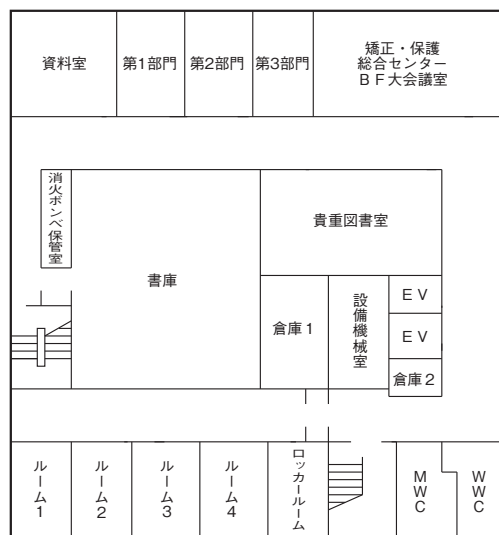 資料室
第1部門
第2部門
第3部門
矯正・保護
総合センター
BF大会議室
消火ボンベ保管室
書庫
貴重図書室
倉庫1
設備機械室
EV
EV
倉庫2
ルーム1
ルーム2
ルーム3
ルーム4
ロッカールーム
MWC
WWC